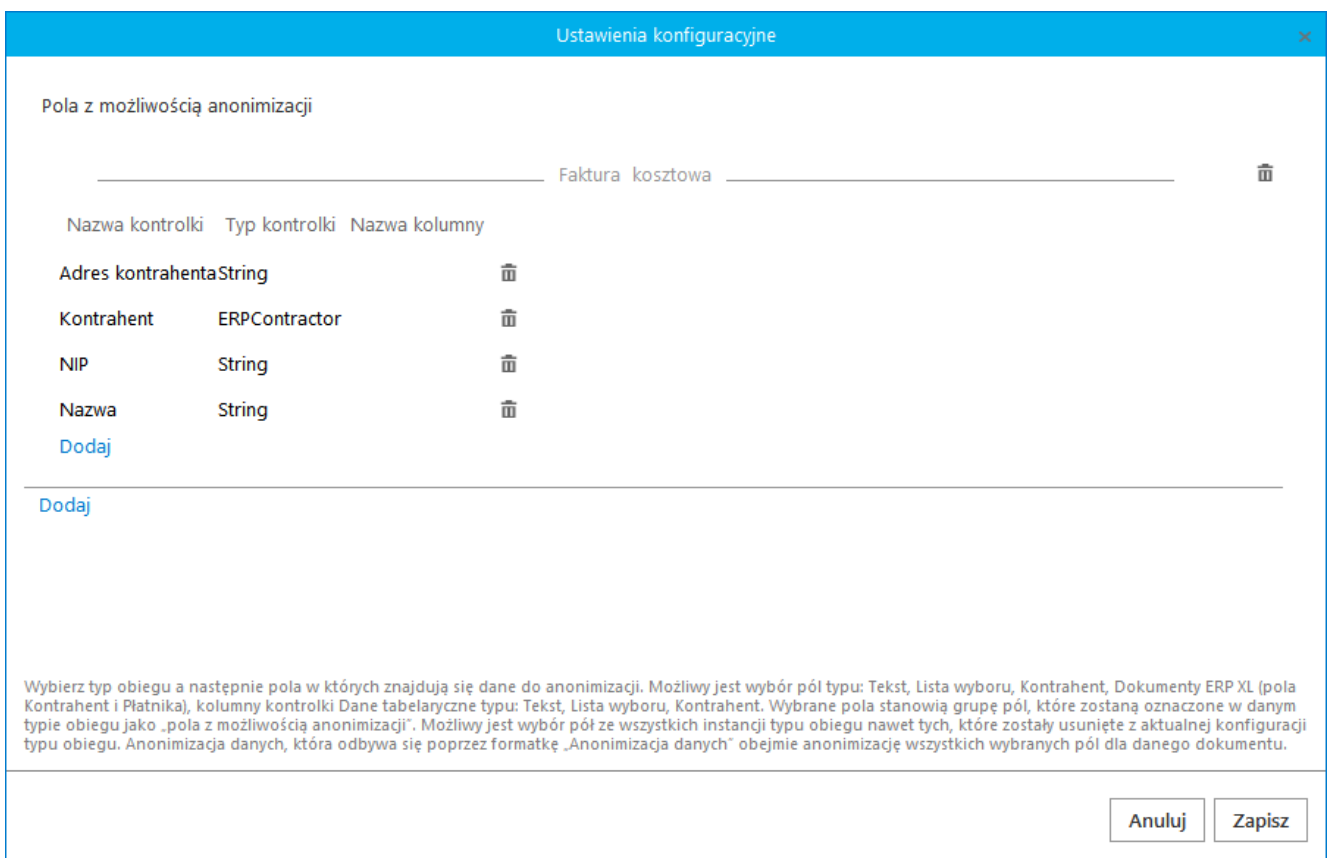 Ustawienia konfiguracyjne
Pola z możliwością anonimizacji
Faktura kosztowa
Nazwa kontrolki Typ kontrolki Nazwa kolumny
Adres kontrahenta String
Kontrahent ERPContractor
NIP String
Nazwa String
Dodaj
Dodaj
Wybierz typ obiegu a następnie pola w których znajdują się dane do anonimizacji. Możliwy jest wybór pól typu: Tekst, Lista wyboru, Kontrahent, Dokumenty ERP XL (pola
Kontrahent i Płatnika), kolumny kontrolki Dane tabelaryczne typu: Tekst, Lista wyboru, Kontrahent. Wybrane pola stanowią grupę pól, które zostaną oznaczone w danym
typie obiegu jako „pola z możliwością anonimizacji”. Możliwy jest wybór pół ze wszystkich instancji typu obiegu nawet tych, które zostały usunięte z aktualnej konfiguracji
typu obiegu. Anonimizacja danych, która odbywa się poprzez formatkę „Anonimizacja danych” obejmie anonimizację wszystkich wybranych pól dla danego dokumentu.
Anuluj Zapisz